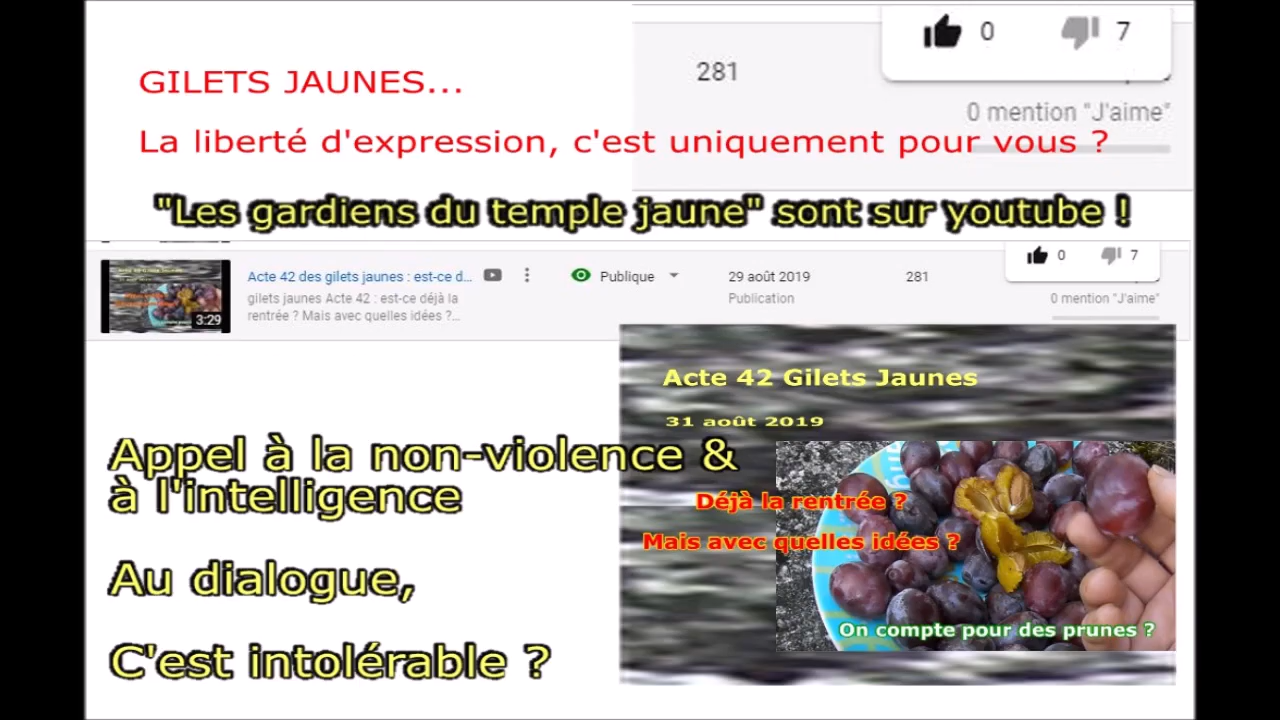 0 7
281
GILETS JAUNES...
0 mention "J'aime"
La liberté d'expression, c'est uniquement pour vous ?
"Les gardiens du temple jaune" sont sur youtube !
Acte 42 des gilets jaunes : est-ce d... Publique 29 août 2019 281 0 7
gilets jaunes Acte 42 : est-ce déjà la Publication 0 mention "J'aime"
rentrée ? Mais avec quelles idées ?...
3:29
Acte 42 Gilets Jaunes
31 août 2019
Appel à la non-violence &
à l'intelligence
Déjà la rentrée ?
Mais avec quelles idées ?
Au dialogue,
On compte pour des prunes ?
C'est intolérable ?